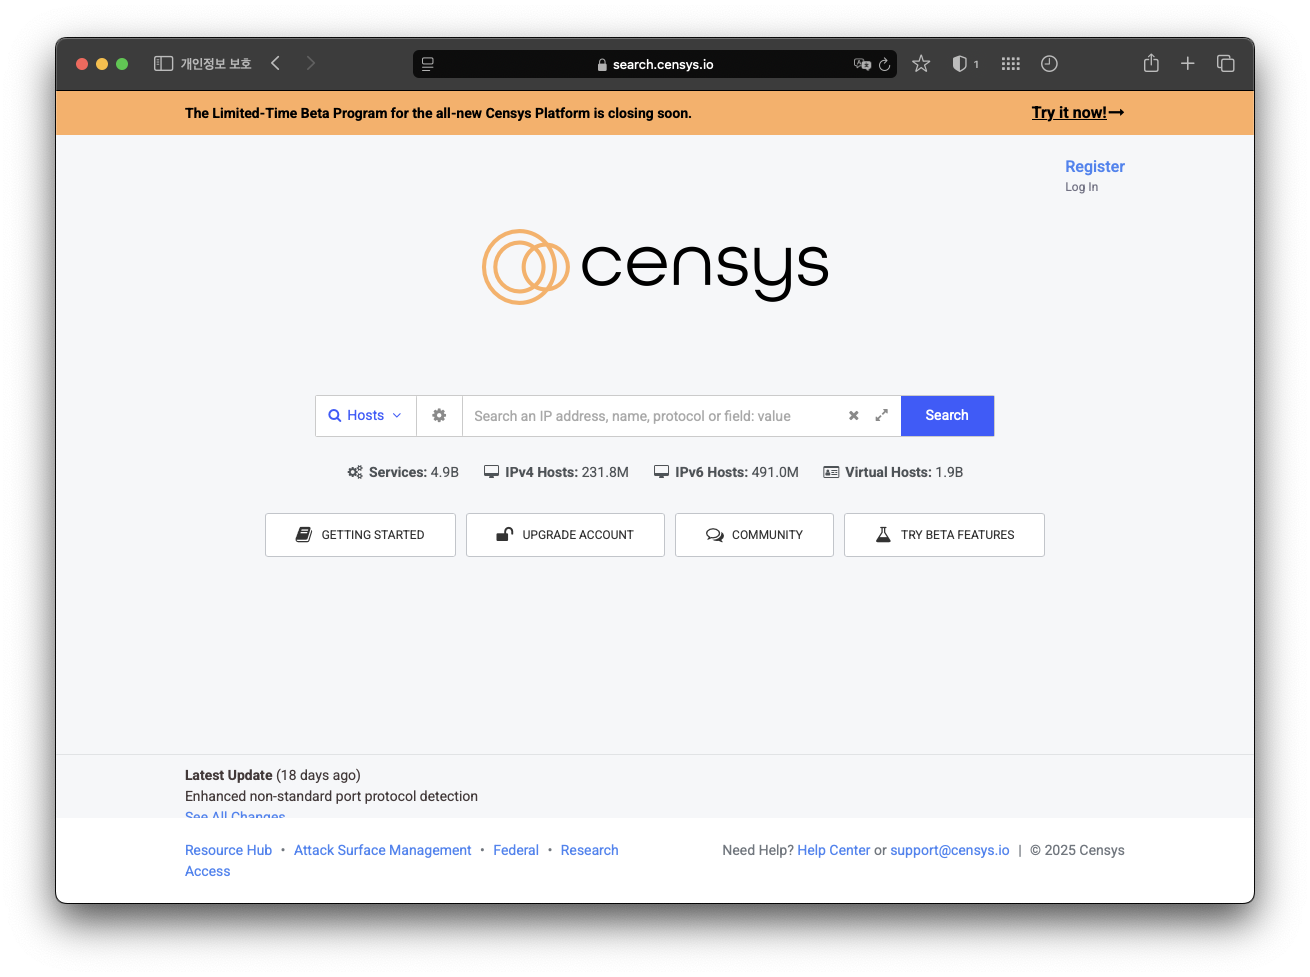 개인정보 보호
search.censys.io
1
The Limited-Time Beta Program for the all-new Censys Platform is closing soon.
Try it now!→
Register
Log In
censys
Hosts
Search an IP address, name, protocol or field: value
Search
Services: 4.9B IPv4 Hosts: 231.8M IPv6 Hosts: 491.0M Virtual Hosts: 1.9B
GETTING STARTED
UPGRADE ACCOUNT
COMMUNITY
TRY BETA FEATURES
Latest Update (18 days ago)
Enhanced non-standard port protocol detection
See All Changes
Resource Hub • Attack Surface Management • Federal • Research
Access
Need Help? Help Center or support@censys.io | © 2025 Censys